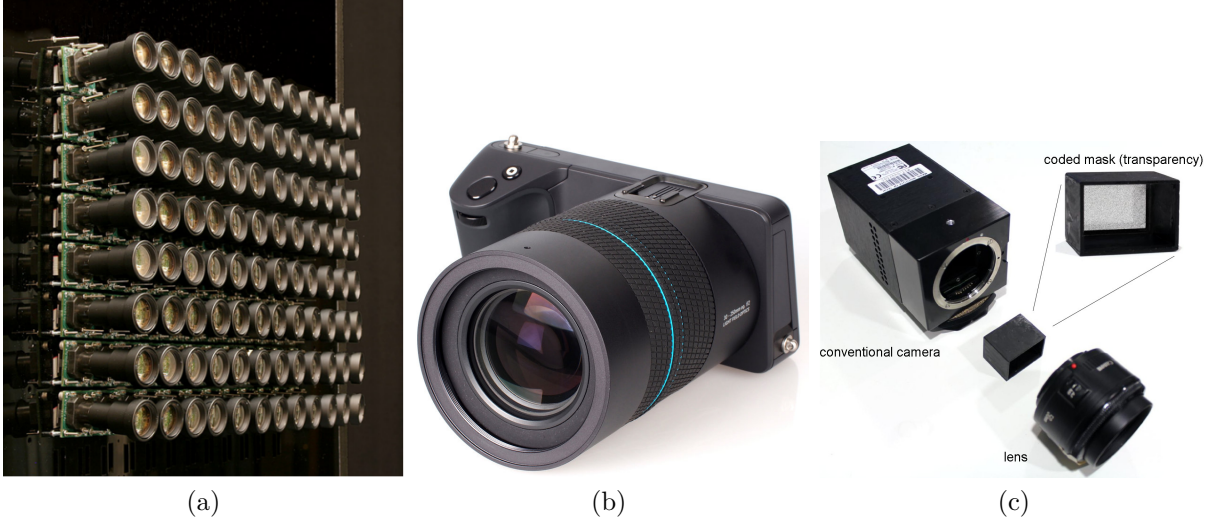 coded mask (transparency)
conventional camera
lens
(a)
(b)
(c)